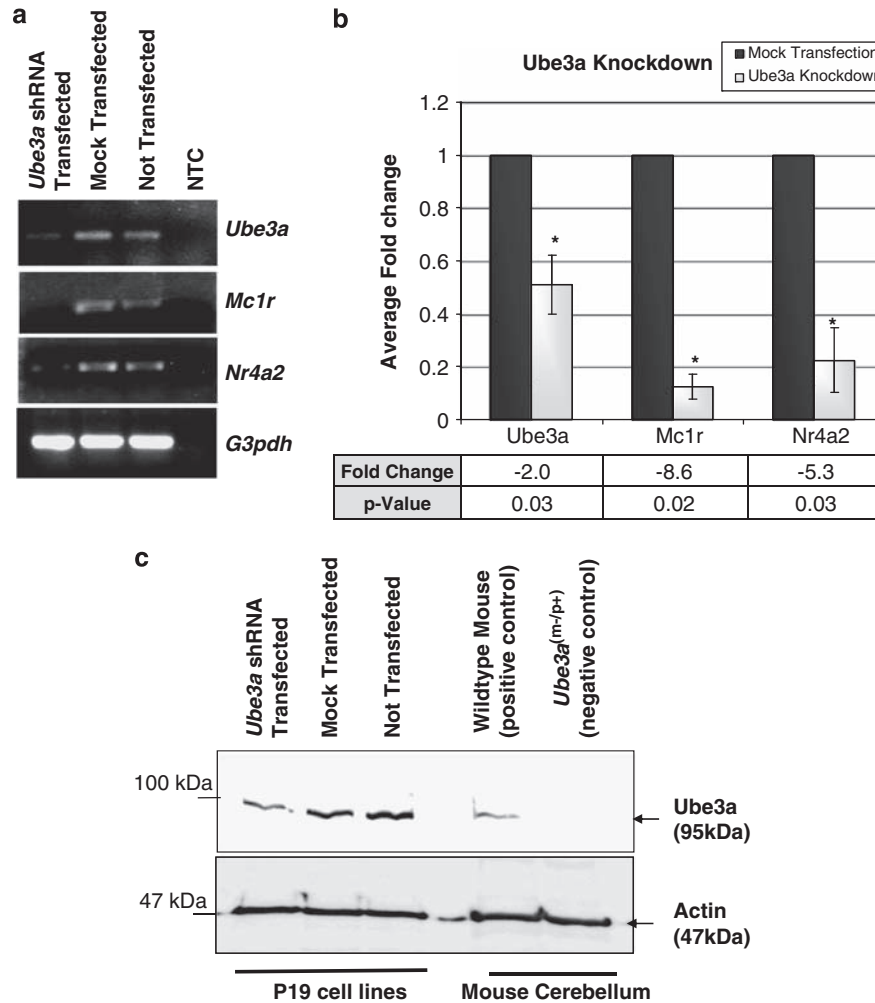 a
Ube3a shRNA
Transfected
Mock Transfected
Not Transfected
NTC
Ube3a
Mc1r
Nr4a2
G3pdh
b
Ube3a Knockdown
Mock Transfection
Ube3a Knockdown
Average Fold change
1.2
1
0.8
0.6
0.4
0.2
0
*
*
*
Ube3a Mc1r Nr4a2
Fold Change -2.0 -8.6 -5.3
p-Value 0.03 0.02 0.03
c
Ube3a shRNA
Transfected
Mock Transfected
Not Transfected
Wildtype Mouse
(positive control)
Ube3a(m-/p+)
(negative control)
100 kDa
Ube3a
(95kDa)
47 kDa
Actin
(47kDa)
P19 cell lines Mouse Cerebellum